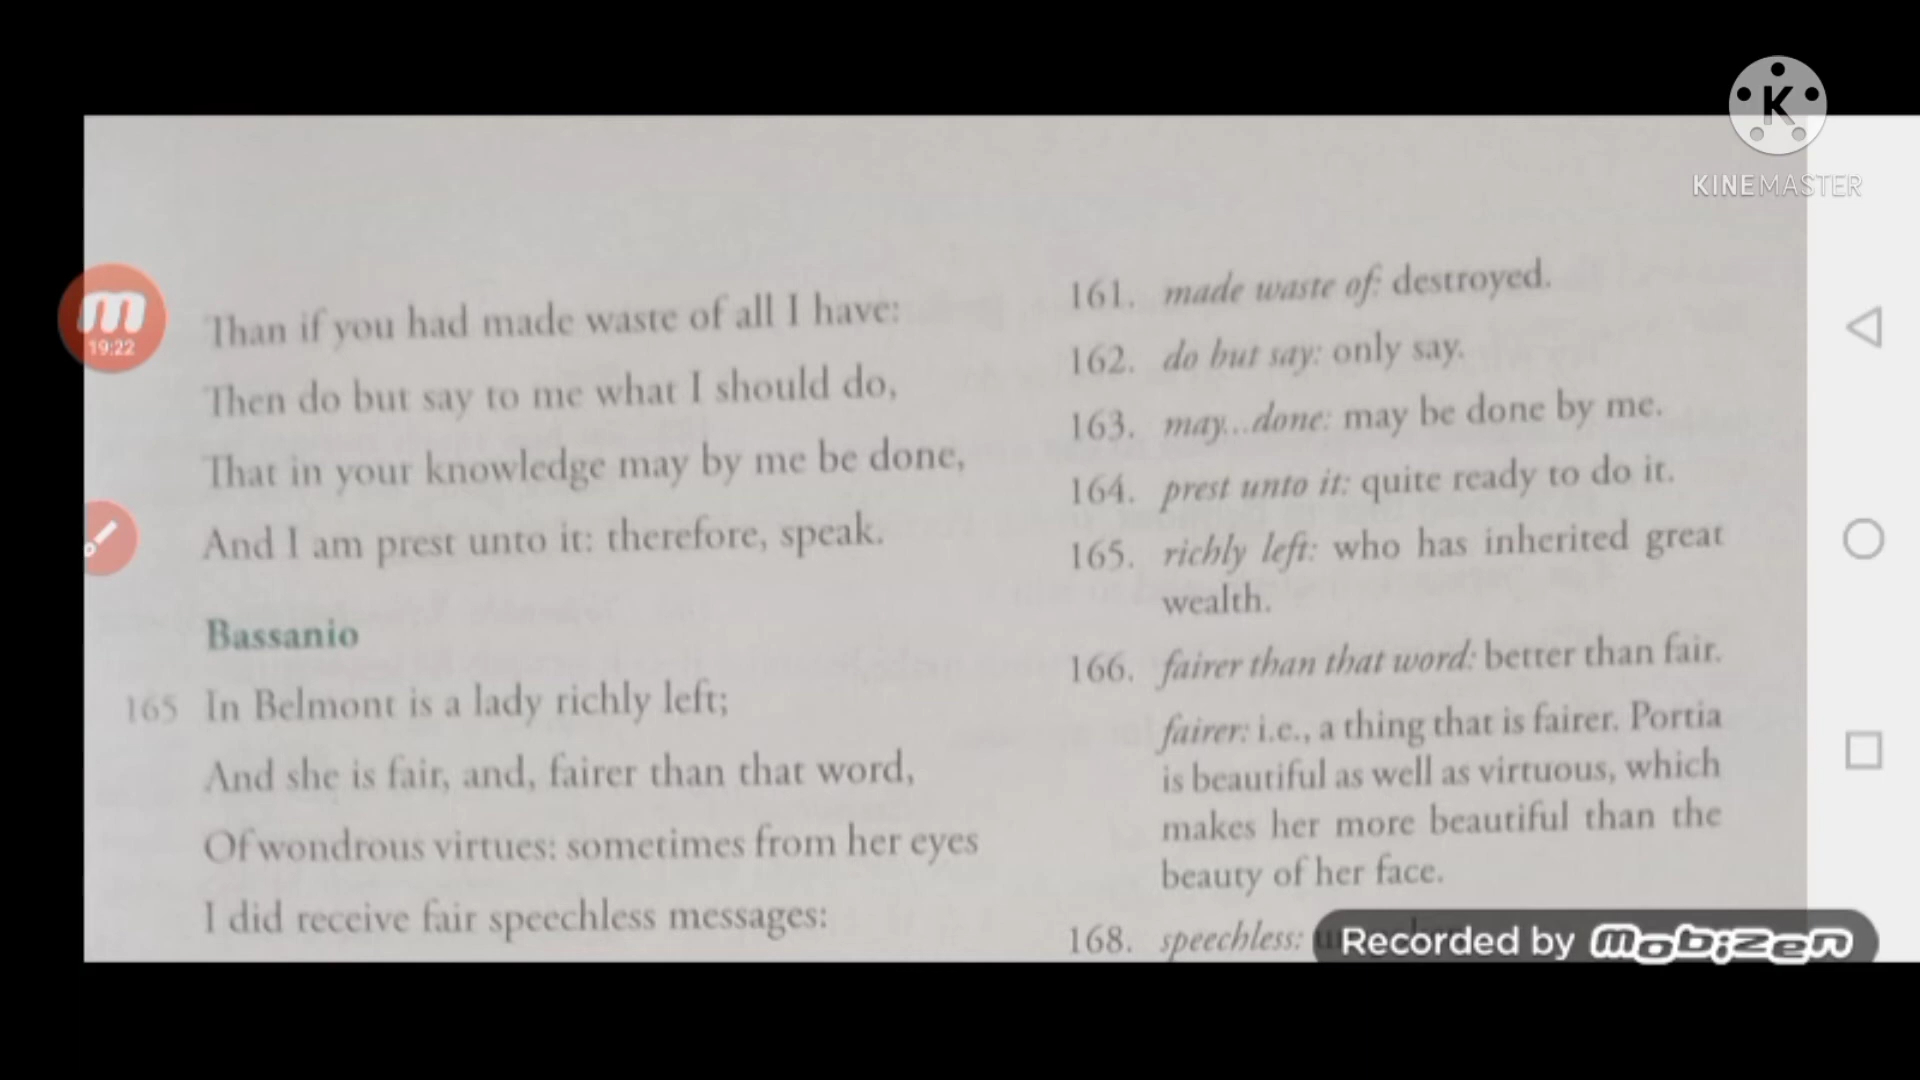 KINEMASTER
19:22
Than if you had made waste of all I have:
Then do but say to me what I should do,
That in your knowledge may by me be done,
And I am prest unto it: therefore, speak.
Bassanio
165 In Belmont is a lady richly left;
And she is fair, and, fairer than that word,
Of wondrous virtues: sometimes from her eyes
I did receive fair speechless messages:
161. made waste of: destroyed.
162. do but say: only say.
163. may...done: may be done by me.
164. prest unto it: quite ready to do it.
165. richly left: who has inherited great
wealth.
166. fairer than that word: better than fair.
fairer: i.e., a thing that is fairer. Portia
is beautiful as well as virtuous, which
makes her more beautiful than the
beauty of her face.
168. speechless:
Recorded by mobizen